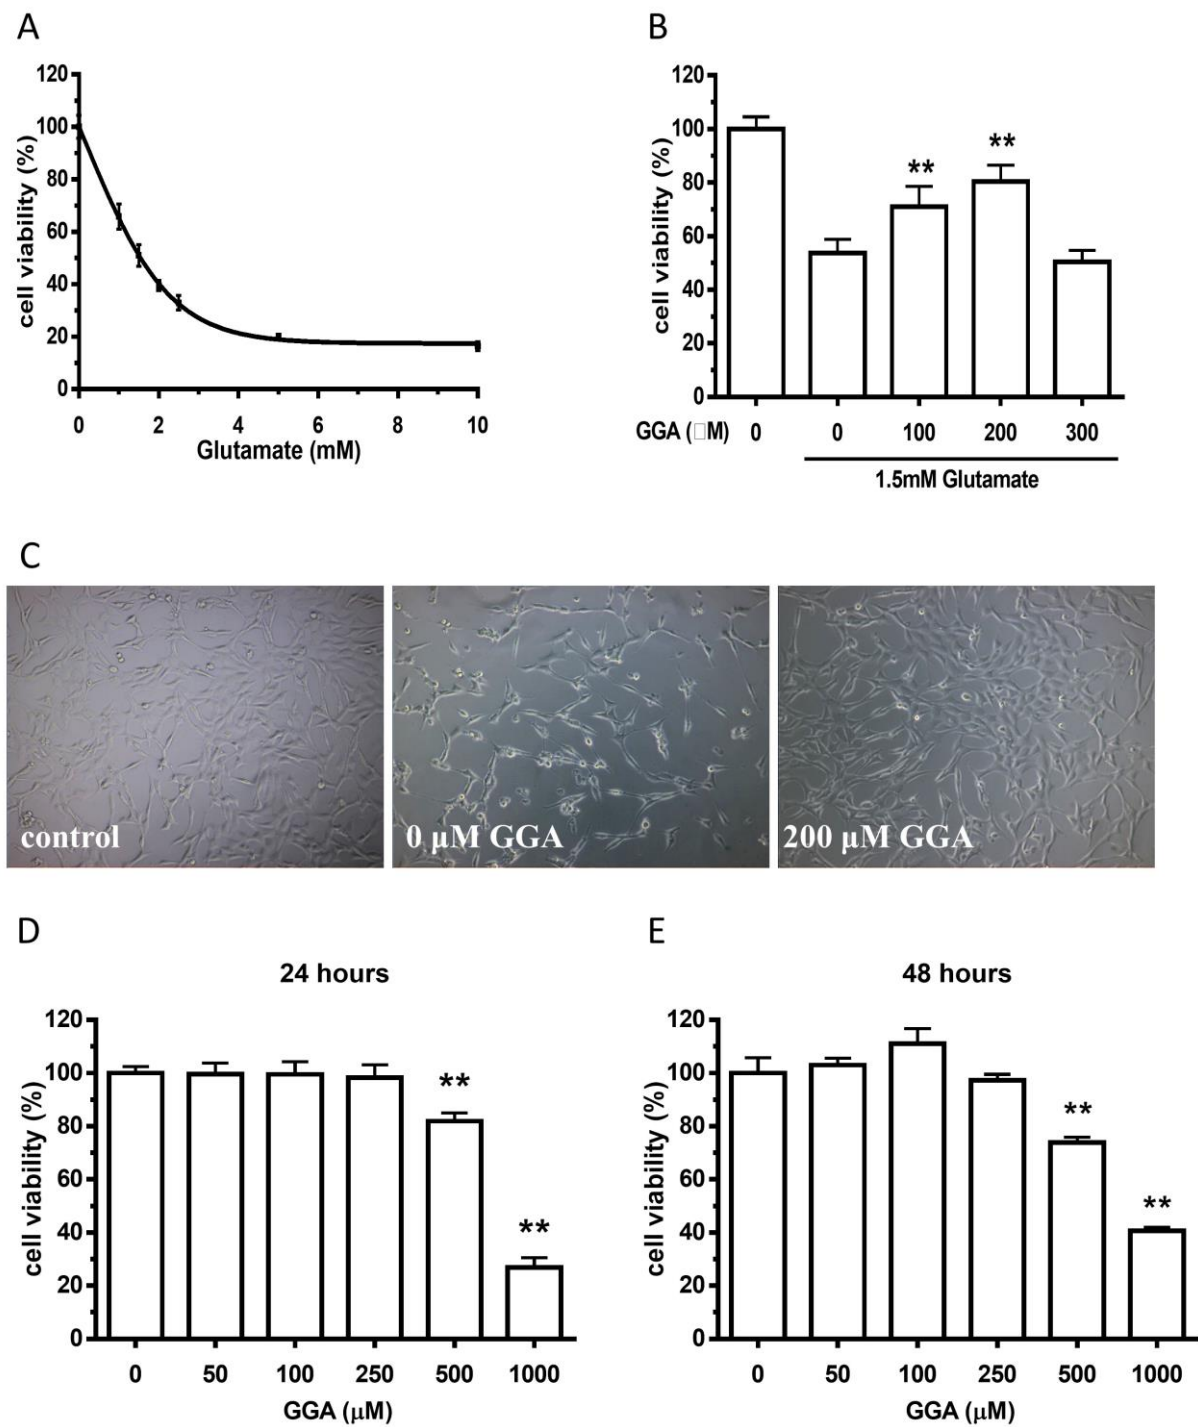 A
120
100
80
60
40
20
0
cell viability (%)
0 2 4 6 8 10
Glutamate (mM)
B
120
100
80
60
40
20
0
cell viability (%)
** **
GGA (□M) 0 0 100 200 300
1.5mM Glutamate
C
control
0 μM GGA
200 μM GGA
D
24 hours
120
100
80
60
40
20
0
cell viability (%)
**
**
0 50 100 250 500 1000
GGA (μM)
E
48 hours
120
100
80
60
40
20
0
cell viability (%)
**
**
0 50 100 250 500 1000
GGA (μM)